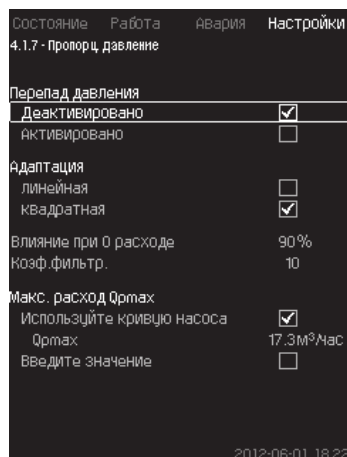 Состояние Работа Авария Настройки
4.1.7 - Пропорц. давление
Перепад давления
Деактивировано
Активировано
Адаптация
линейная
квадратная
Влияние при 0 расходе 90%
Коэф.фильтр. 10
Макс. расход Qpmax
Используйте кривую насоса
Qpmax 17.3м³/час
Введите значение
2012-06-01 18:22